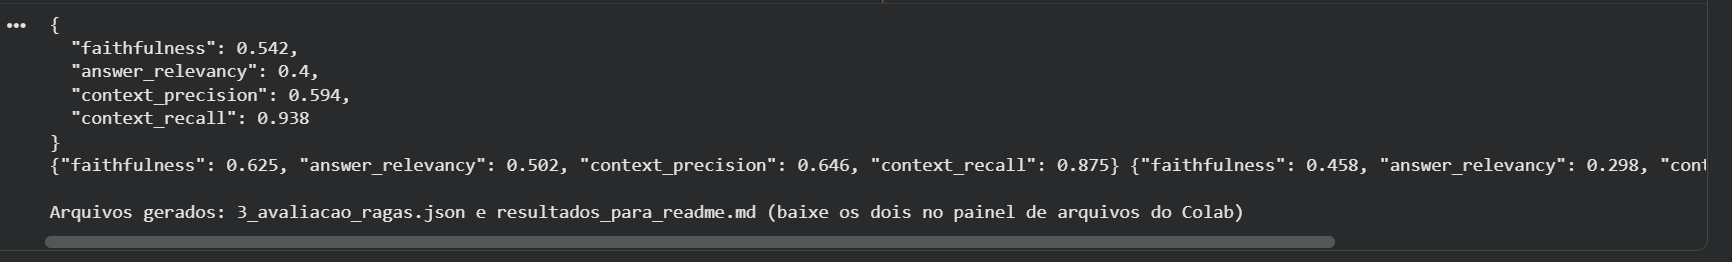 {
  "faithfulness": 0.542,
  "answer_relevancy": 0.4,
  "context_precision": 0.594,
  "context_recall": 0.938
}
{"faithfulness": 0.625, "answer_relevancy": 0.502, "context_precision": 0.646, "context_recall": 0.875} {"faithfulness": 0.458, "answer_relevancy": 0.298, "cont
Arquivos gerados: 3_avaliacao_ragas.json e resultados_para_readme.md (baixe os dois no painel de arquivos do Colab)